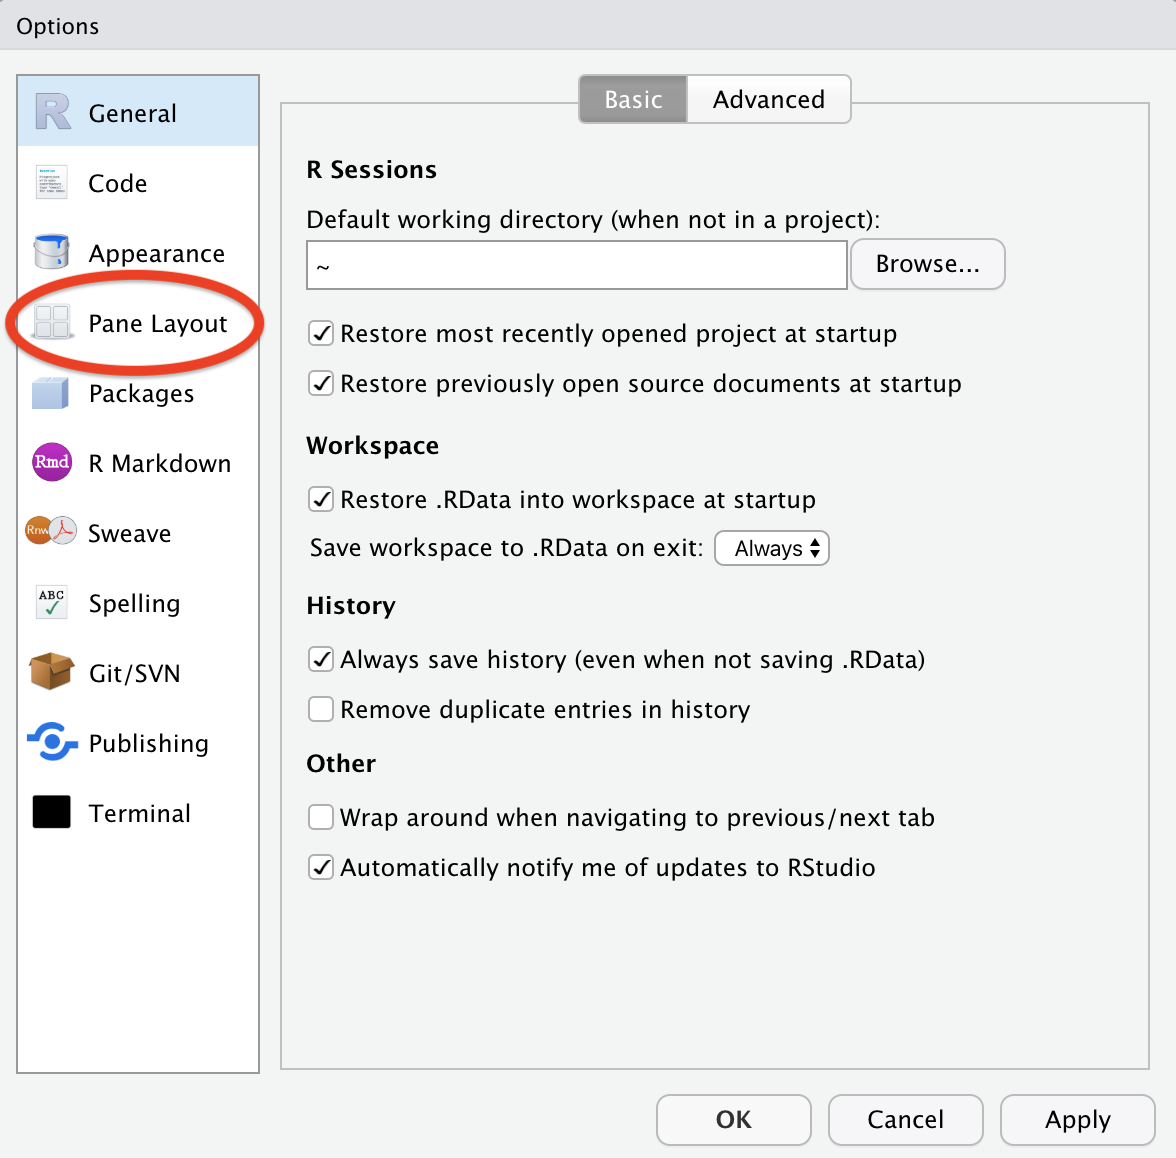 Options
General
Code
Appearance
Pane Layout
Packages
Rmd R Markdown
Rnw Sweave
ABC Spelling
Git/SVN
Publishing
Terminal
Basic Advanced
R Sessions
Default working directory (when not in a project):
~ Browse...
Restore most recently opened project at startup
Restore previously open source documents at startup
Workspace
Restore .RData into workspace at startup
Save workspace to .RData on exit: Always
History
Always save history (even when not saving .RData)
Remove duplicate entries in history
Other
Wrap around when navigating to previous/next tab
Automatically notify me of updates to RStudio
OK Cancel Apply